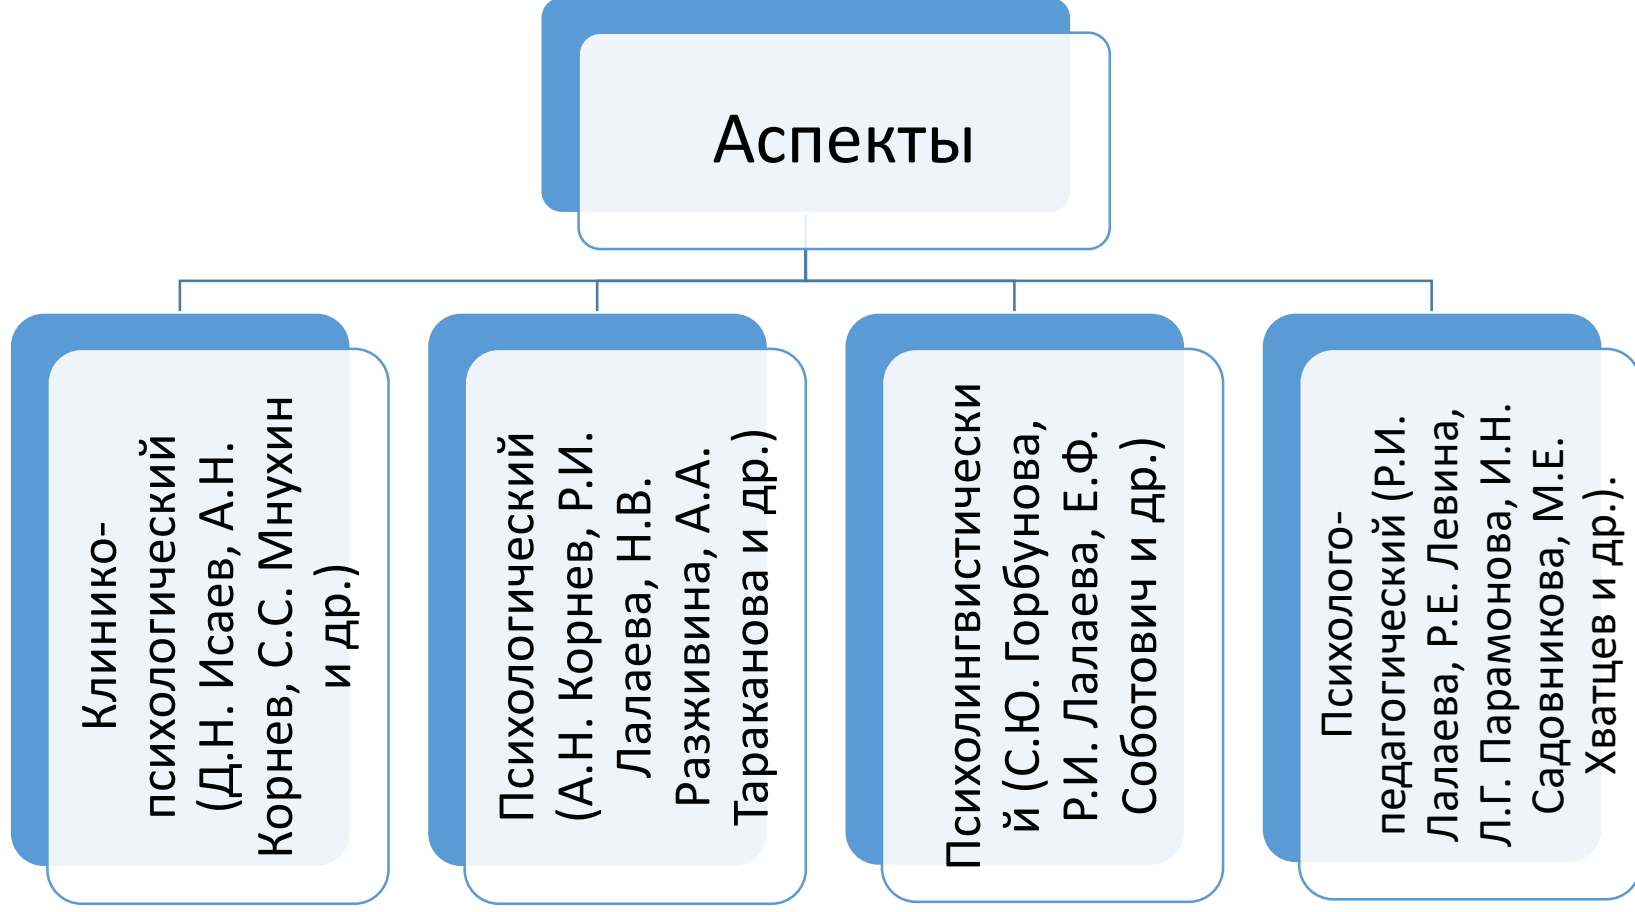 Аспекты
Клинико-
психологический
(Д.Н. Исаев, А.Н.
Корнев, С.С. Мнухин
и др.)
Психологический
(А.Н. Корнев, Р.И.
Лалаева, Н.В.
Разживина, А.А.
Тараканова и др.)
Психолингвистически
й (С.Ю. Горбунова,
Р.И. Лалаева, Е.Ф.
Соботович и др.)
Психолого-
педагогический (Р.И.
Лалаева, Р.Е. Левина,
Л.Г. Парамонова, И.Н.
Садовникова, М.Е.
Хватцев и др.).